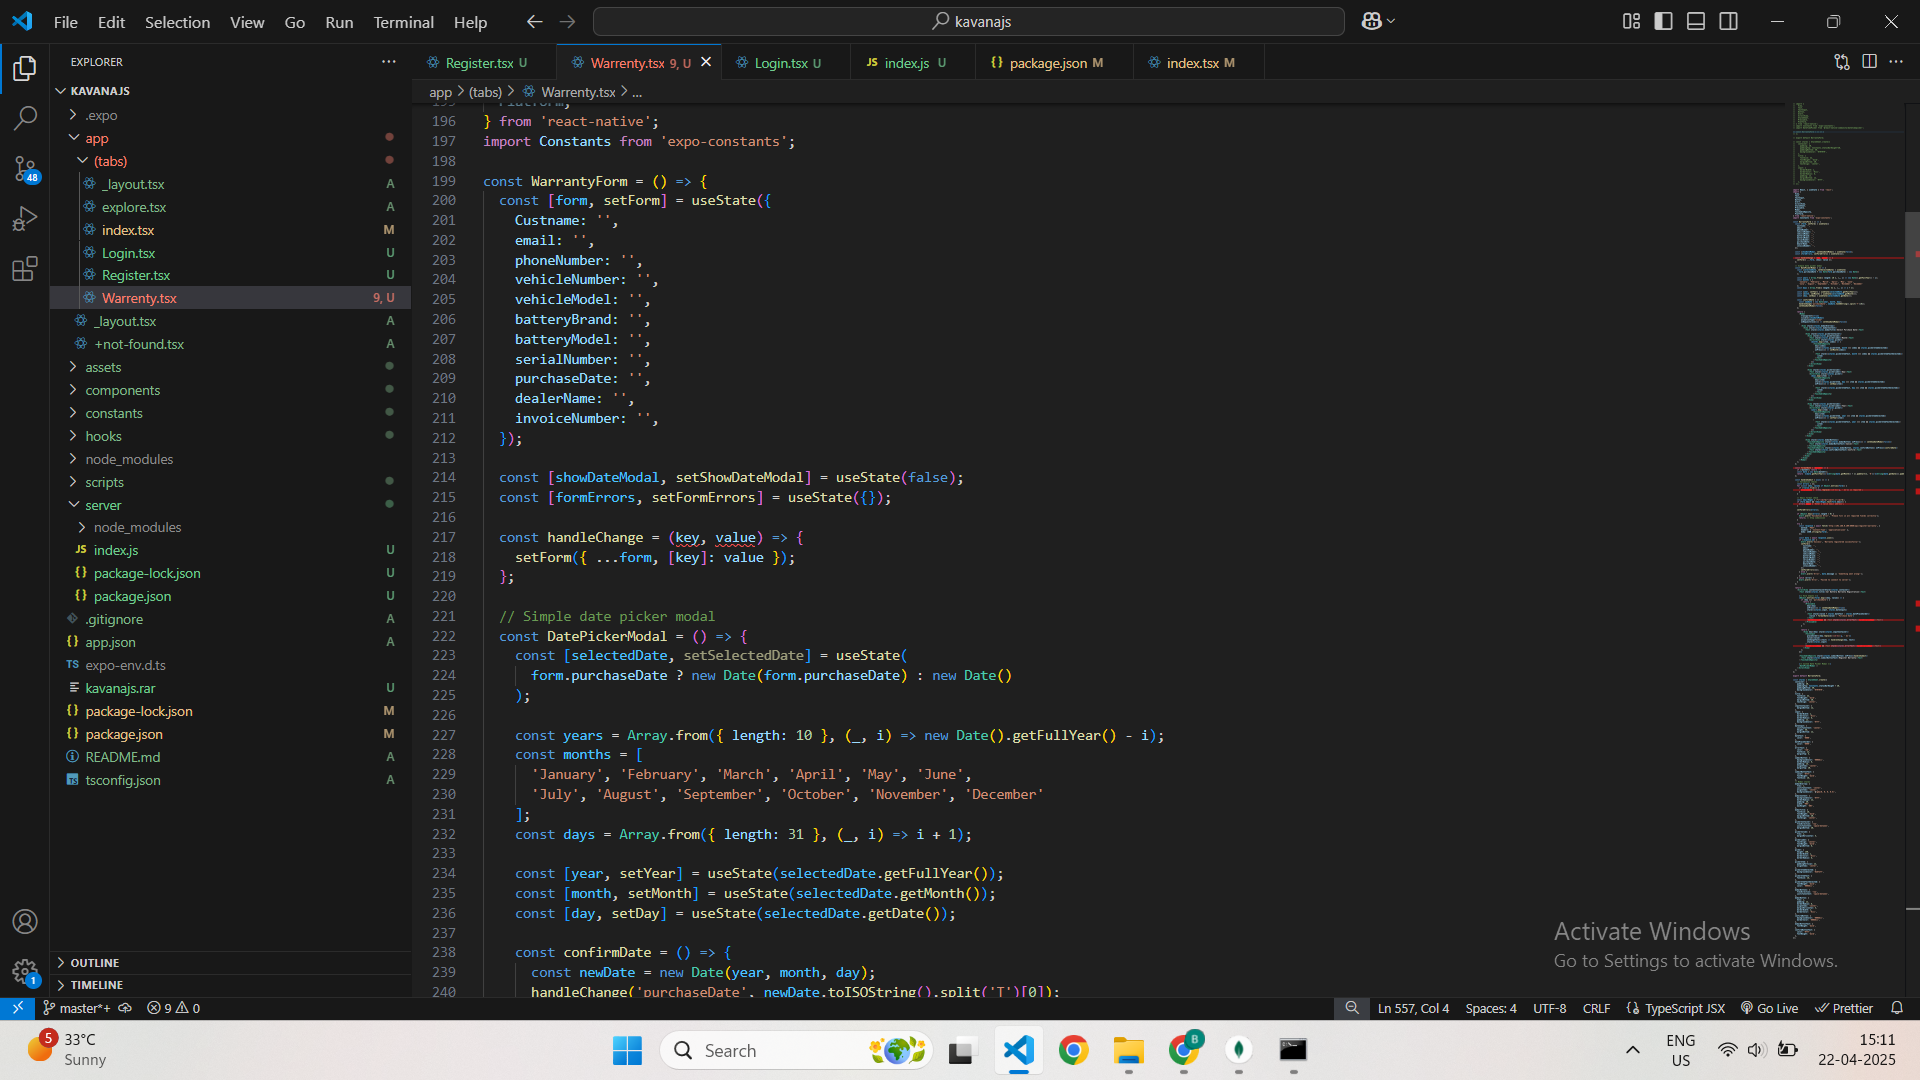 File Edit Selection View Go Run Terminal Help
kavanajs
EXPLORER
KAVANAJS
.expo
app
(tabs)
_layout.tsx A
explore.tsx A
index.tsx M
Login.tsx U
Register.tsx U
Warrenty.tsx 9, U
_layout.tsx A
+not-found.tsx A
assets
components
constants
hooks
node_modules
scripts
server
node_modules
index.js U
package-lock.json U
package.json U
.gitignore A
app.json A
expo-env.d.ts
kavanajs.rar U
package-lock.json M
package.json M
README.md A
tsconfig.json A
OUTLINE
TIMELINE
48
1
Register.tsx U Warrenty.tsx 9, U Login.tsx U index.js U package.json M index.tsx M
app > (tabs) > Warrenty.tsx > ...
196 } from 'react-native';
197 import Constants from 'expo-constants';
198
199 const WarrantyForm = () => {
200 const [form, setForm] = useState({
201 Custname: '',
202 email: '',
203 phoneNumber: '',
204 vehicleNumber: '',
205 vehicleModel: '',
206 batteryBrand: '',
207 batteryModel: '',
208 serialNumber: '',
209 purchaseDate: '',
210 dealerName: '',
211 invoiceNumber: '',
212 });
213
214 const [showDateModal, setShowDateModal] = useState(false);
215 const [formErrors, setFormErrors] = useState({});
216
217 const handleChange = (key, value) => {
218 setForm({ ...form, [key]: value });
219 };
220
221 // Simple date picker modal
222 const DatePickerModal = () => {
223 const [selectedDate, setSelectedDate] = useState(
224 form.purchaseDate ? new Date(form.purchaseDate) : new Date()
225 );
226
227 const years = Array.from({ length: 10 }, (_, i) => new Date().getFullYear() - i);
228 const months = [
229 'January', 'February', 'March', 'April', 'May', 'June',
230 'July', 'August', 'September', 'October', 'November', 'December'
231 ];
232 const days = Array.from({ length: 31 }, (_, i) => i + 1);
233
234 const [year, setYear] = useState(selectedDate.getFullYear());
235 const [month, setMonth] = useState(selectedDate.getMonth());
236 const [day, setDay] = useState(selectedDate.getDate());
237
238 const confirmDate = () => {
239 const newDate = new Date(year, month, day);
240 handleChange('purchaseDate', newDate.toISOString().split('T')[0]);
Activate Windows
Go to Settings to activate Windows.
master*+ 9 0 Ln 557, Col 4 Spaces: 4 UTF-8 CRLF {} TypeScript JSX Go Live Prettier
5 33°C
Sunny
Search
B
ENG
US
15:11
22-04-2025